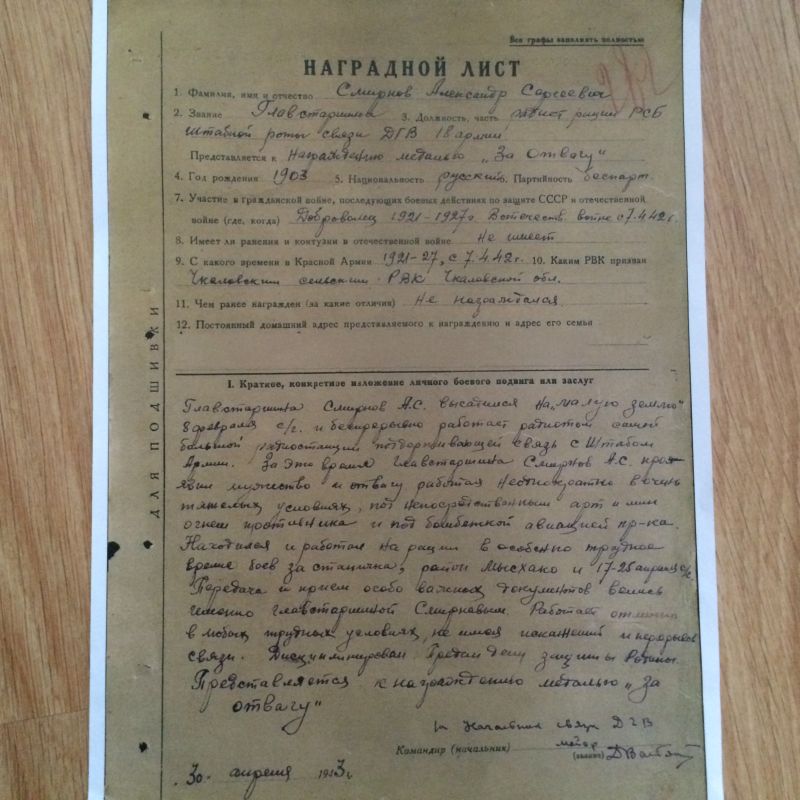 Все графы заполнять полностью
НАГРАДНОЙ ЛИСТ
1. Фамилия, имя и отчество Смирнов Александр Сергеевич
2. Звание Главстаршина 3. Должность, часть радист рации РСБ
штабной роты связи ДГВ 18 армии
Представляется к награждению медалью „За отвагу"
4. Год рождения 1903 5. Национальность русский 6. Партийность беспарт.
7. Участие в гражданской войне, последующих боевых действиях по защите СССР и отечественной
войне (где, когда) Доброволец 1921-1927г. В отечеств. войне с 7.4.42г.
8. Имеет ли ранения и контузии в отечественной войне Не имеет
9. С какого времени в Красной Армии 1921-27, с 7.4.42г. 10. Каким РВК призван
Чкаловским сельским РВК Чкаловской обл.
11. Чем ранее награжден (за какие отличия) Не награждался
12. Постоянный домашний адрес представляемого к награждению и адрес его семьи
ДЛЯ ПОДШИВКИ
I. Краткое, конкретное изложение личного боевого подвига или заслуг
Главстаршина Смирнов А.С. высадился на „малую землю"
8 февраля с/г. и беспрерывно работает радистом самой
большой радиостанции поддерживающей связь с Штабом
Армии. За это время главстаршина Смирнов А.С. проя-
явил мужество и отвагу работая неоднократно в очень
тяжелых условиях, под непосредственным арт и мин
огнем противника и под бомбежкой авиацией пр-ка.
Находился и работал на рации в особенно трудное
время боев за станичка, район Мысхако и 17-25 апреля с/г.
Передача и прием особо важных документов велись
именно главстаршиной Смирновым. Работает отлично
в любых трудных условиях, не имея искажений и перерывов
связи. Дисциплинирован. Предан делу защиты Родины.
Представляется к награждению медалью „за
отвагу"
Начальник связи ДГВ
Командир (начальник) майор
(звание)
30 апреля 1943г.